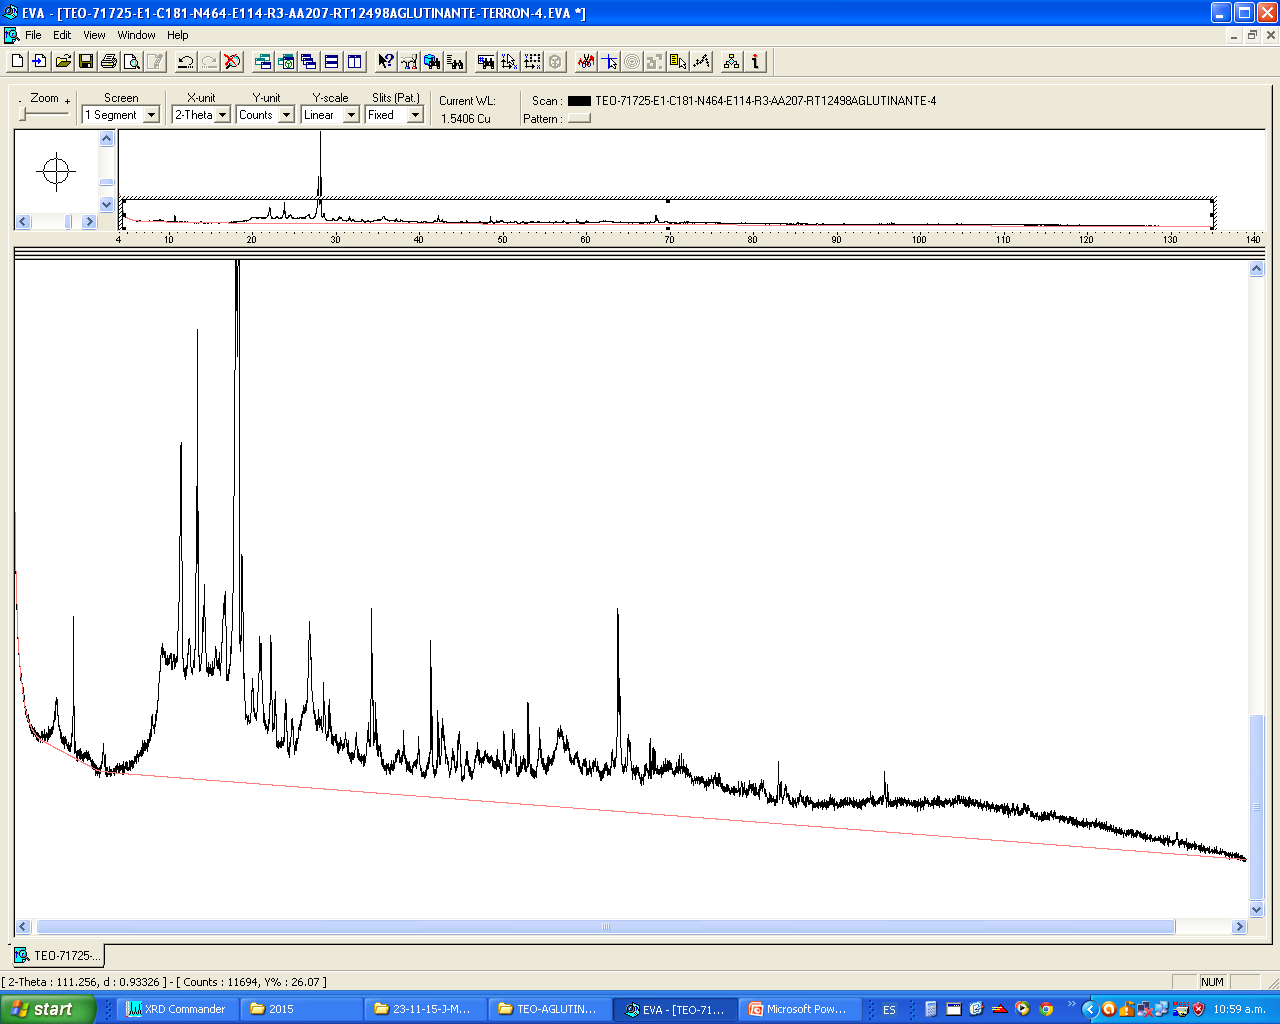 EVA - [TEO-71725-E1-C181-N464-E114-R3-AA207-RT12498AGLUTINANTE-TERRON-4.EVA *]
File Edit View Window Help
- Zoom + Screen X-unit Y-unit Y-scale Slits (Pat.) Current WL: Scan : TEO-71725-E1-C181-N464-E114-R3-AA207-RT12498AGLUTINANTE-4
1 Segment 2-Theta Counts Linear Fixed 1.5406 Cu Pattern :
4 10 20 30 40 50 60 70 80 90 100 110 120 130 140
TEO-71725-...
[ 2-Theta : 111.256, d : 0.93326 ] - [ Counts : 11694, Y% : 26.07 ] NUM
start XRD Commander 2015 23-11-15-J-M... TEO-AGLUTIN... EVA - [TEO-71... Microsoft Pow... ES 10:59 a.m.